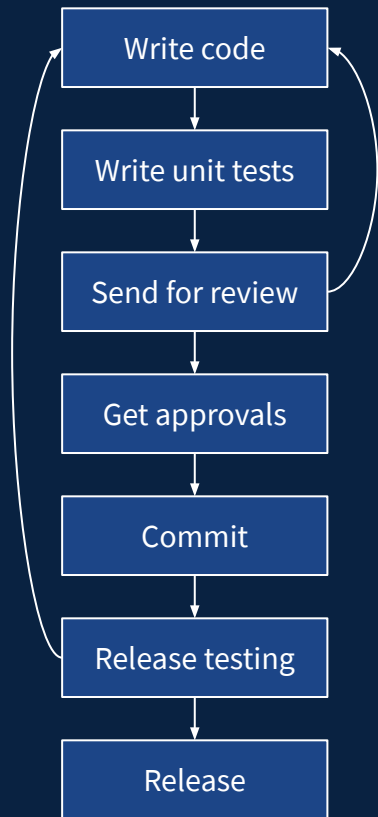 Write code
Write unit tests
Send for review
Get approvals
Commit
Release testing
Release